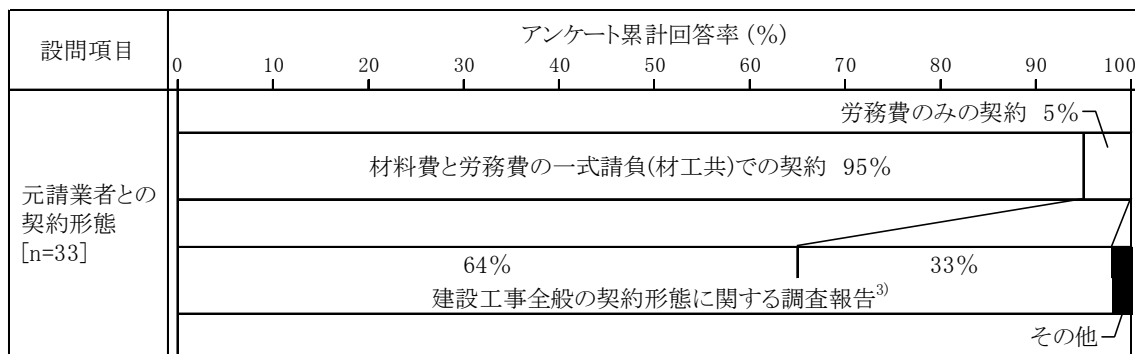 設問項目
アンケート累計回答率（%）
0 10 20 30 40 50 60 70 80 90 100
労務費のみの契約 5%
材料費と労務費の一式請負(材工共)での契約 95%
元請業者との
契約形態
[n=33]
64% 33%
建設工事全般の契約形態に関する調査報告3)
その他